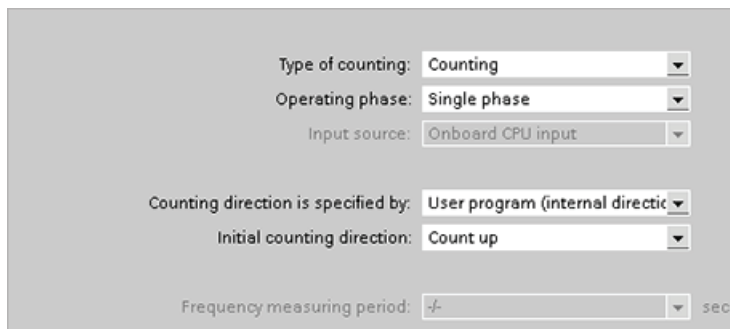 Type of counting: Counting
Operating phase: Single phase
Input source: Onboard CPU input
Counting direction is specified by: User program (internal directic
Initial counting direction: Count up
Frequency measuring period: -/- sec